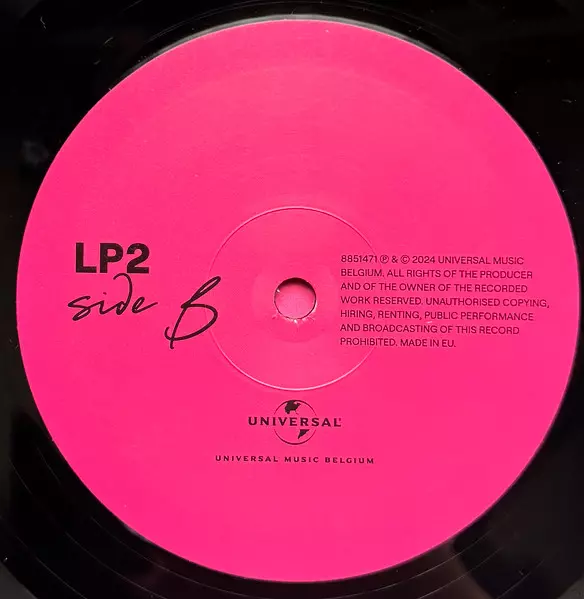 LP2
side B
8851471 ℗ & © 2024 UNIVERSAL MUSIC
BELGIUM. ALL RIGHTS OF THE PRODUCER
AND OF THE OWNER OF THE RECORDED
WORK RESERVED. UNAUTHORISED COPYING,
HIRING, RENTING, PUBLIC PERFORMANCE
AND BROADCASTING OF THIS RECORD
PROHIBITED. MADE IN EU.
UNIVERSAL
UNIVERSAL MUSIC BELGIUM